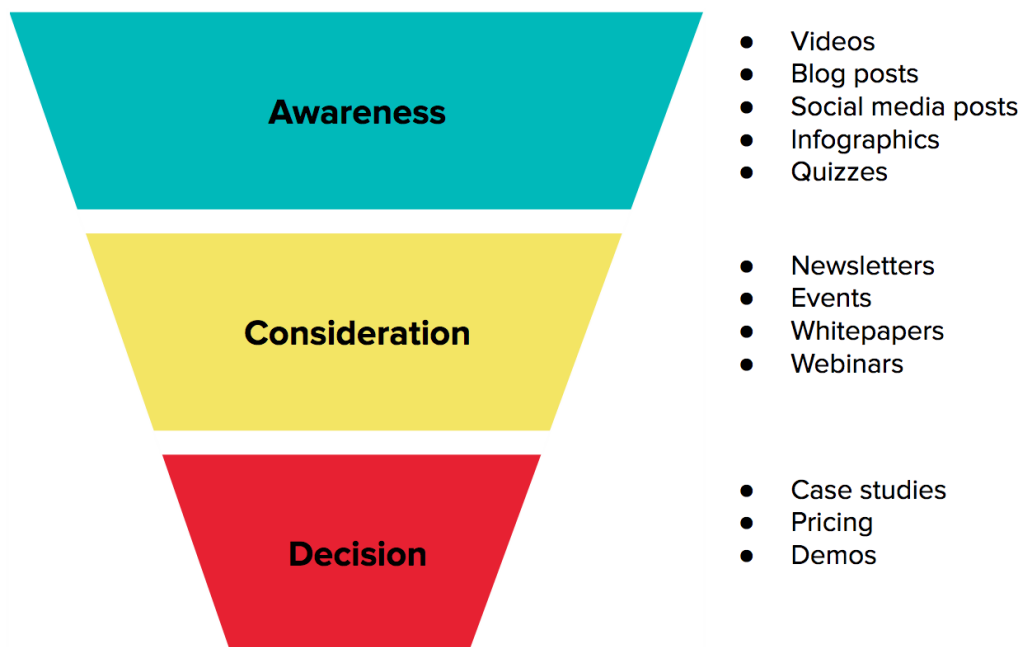 Awareness
● Videos
● Blog posts
● Social media posts
● Infographics
● Quizzes
Consideration
● Newsletters
● Events
● Whitepapers
● Webinars
Decision
● Case studies
● Pricing
● Demos